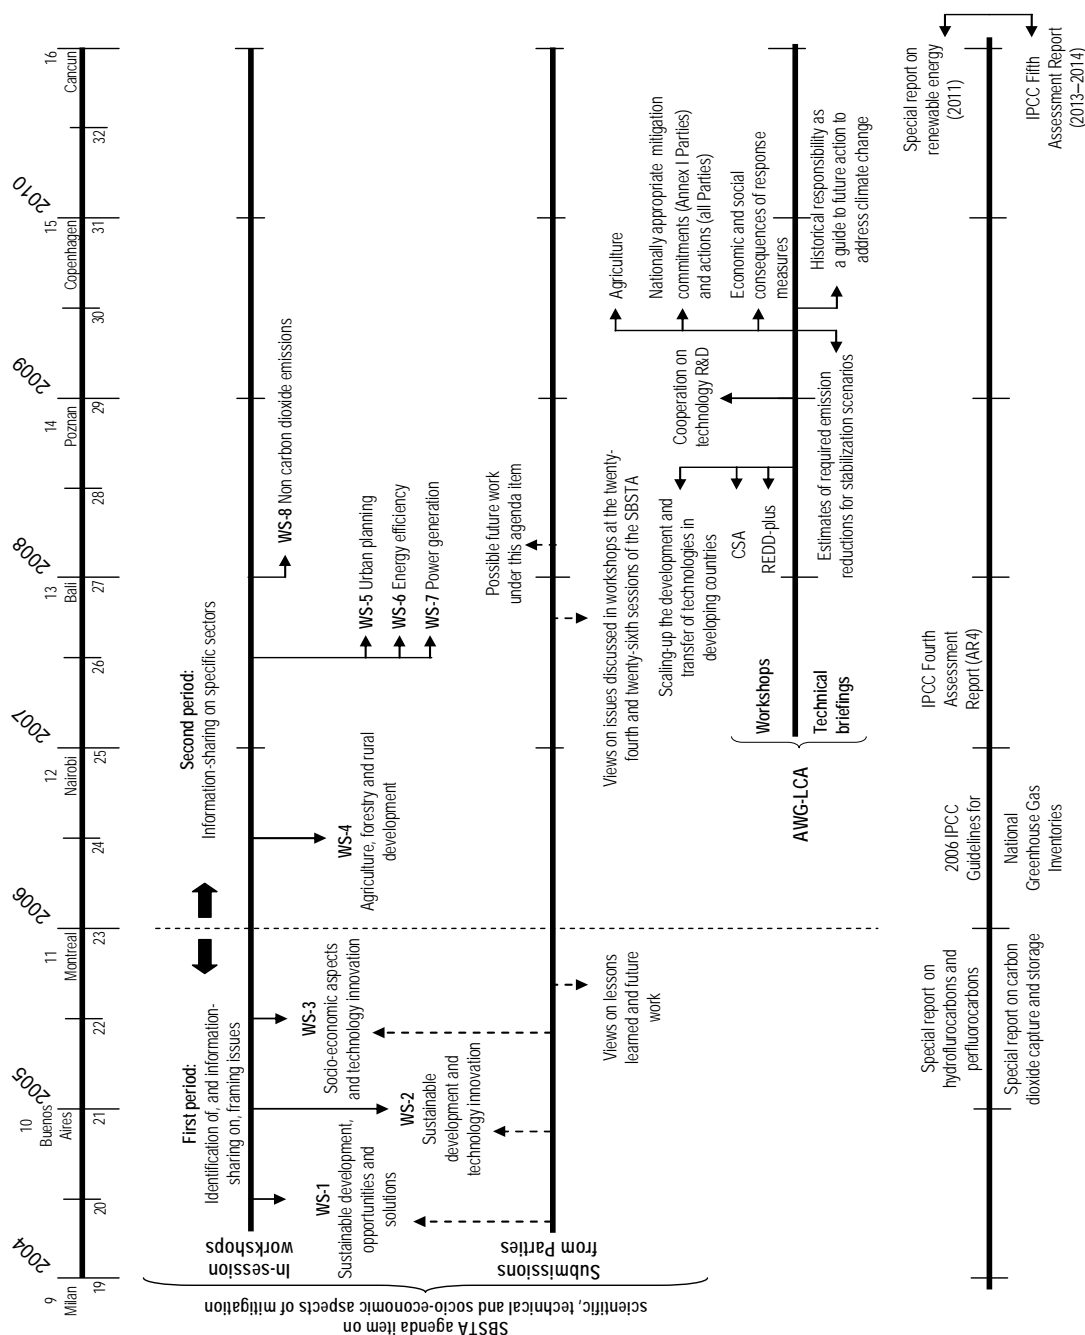 2004 2005 2006 2007 2008 2009 2010
9 10 11 12 13 14 15 16
Milan Buenos Aires Montreal Nairobi Bali Poznan Copenhagen Cancun
19 20 21 22 23 24 25 26 27 28 29 30 31 32
First period:
Identification of, and information-
sharing on, framing issues
Second period:
Information-sharing on specific sectors
SBSTA agenda item on
scientific, technical and socio-economic aspects of mitigation
In-session
workshops
WS-1
Sustainable development,
opportunities and
solutions
WS-2
Sustainable
development and
technology innovation
WS-3
Socio-economic aspects
and technology innovation
WS-4
Agriculture, forestry and rural
development
WS-5 Urban planning
WS-6 Energy efficiency
WS-7 Power generation
WS-8 Non carbon dioxide emissions
Submissions
from Parties
Views on lessons
learned and future
work
Possible future work
under this agenda item
Views on issues discussed in workshops at the twenty-
fourth and twenty-sixth sessions of the SBSTA
AWG-LCA
Workshops
Technical
briefings
Scaling-up the development and
transfer of technologies in
developing countries
CSA
REDD-plus
Cooperation on
technology R&D
Agriculture
Nationally appropriate mitigation
commitments (Annex I Parties)
and actions (all Parties)
Economic and social
consequences of response
measures
Estimates of required emission
reductions for stabilization scenarios
Historical responsibility as
a guide to future action to
address climate change
Special report on
hydroflurocarbons and
perfluorocarbons
Special report on carbon
dioxide capture and storage
2006 IPCC
Guidelines for
National
Greenhouse Gas
Inventories
IPCC Fourth
Assessment
Report (AR4)
Special report on
renewable energy
(2011)
IPCC Fifth
Assessment Report
(2013–2014)